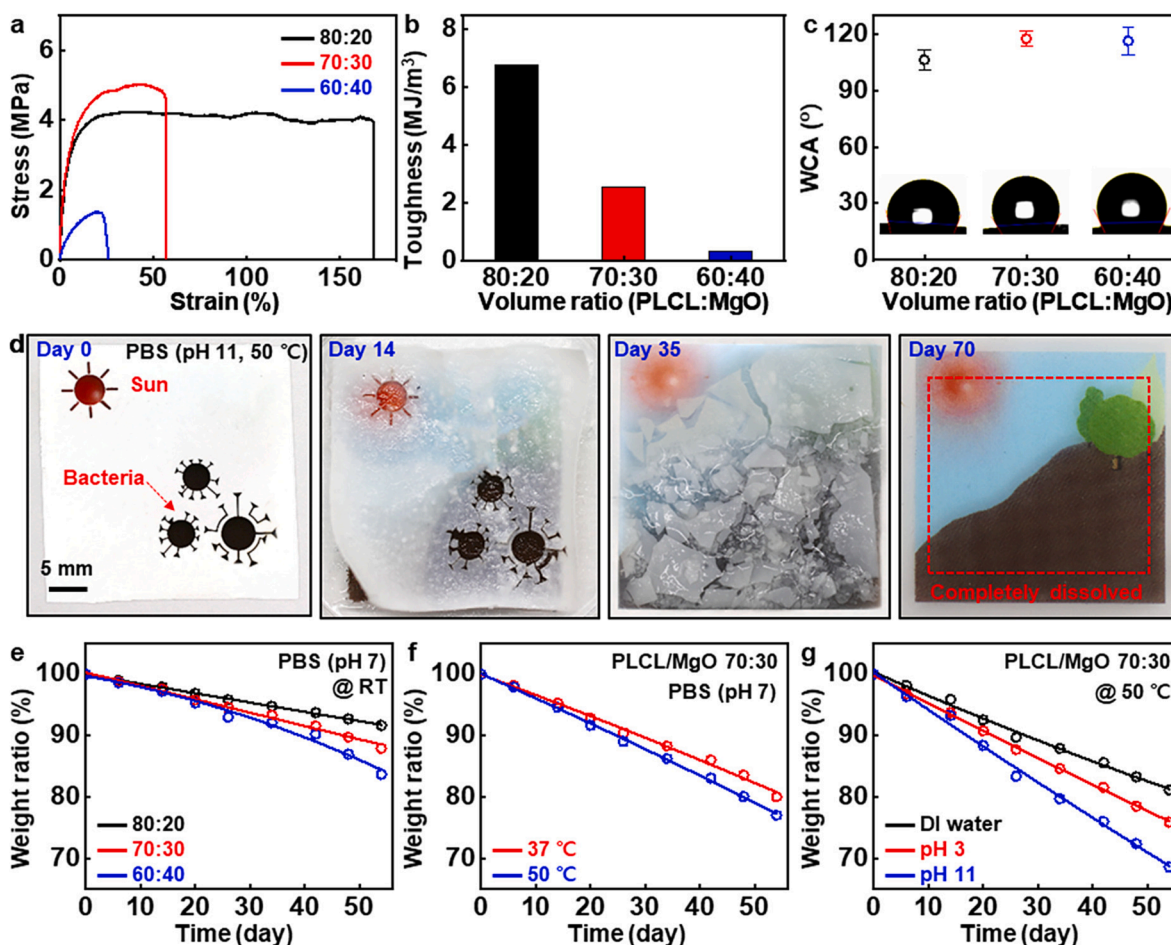 a
Stress (MPa)
6
4
2
0
80:20
70:30
60:40
0
50
100
150
Strain (%)
b
Toughness (MJ/m³)
8
6
4
2
0
80:20
70:30
60:40
Volume ratio (PLCL:MgO)
c
WCA (º)
120
90
60
30
0
80:20
70:30
60:40
Volume ratio (PLCL:MgO)
d
Day 0
PBS (pH 11, 50 ℃)
Sun
Bacteria
5 mm
Day 14
Day 35
Day 70
Completely dissolved
e
Weight ratio (%)
100
90
80
70
PBS (pH 7)
@ RT
80:20
70:30
60:40
0
10
20
30
40
50
Time (day)
f
Weight ratio (%)
100
90
80
70
PLCL/MgO 70:30
PBS (pH 7)
37 ℃
50 ℃
0
10
20
30
40
50
Time (day)
g
Weight ratio (%)
100
90
80
70
PLCL/MgO 70:30
@ 50 ℃
DI water
pH 3
pH 11
0
10
20
30
40
50
Time (day)